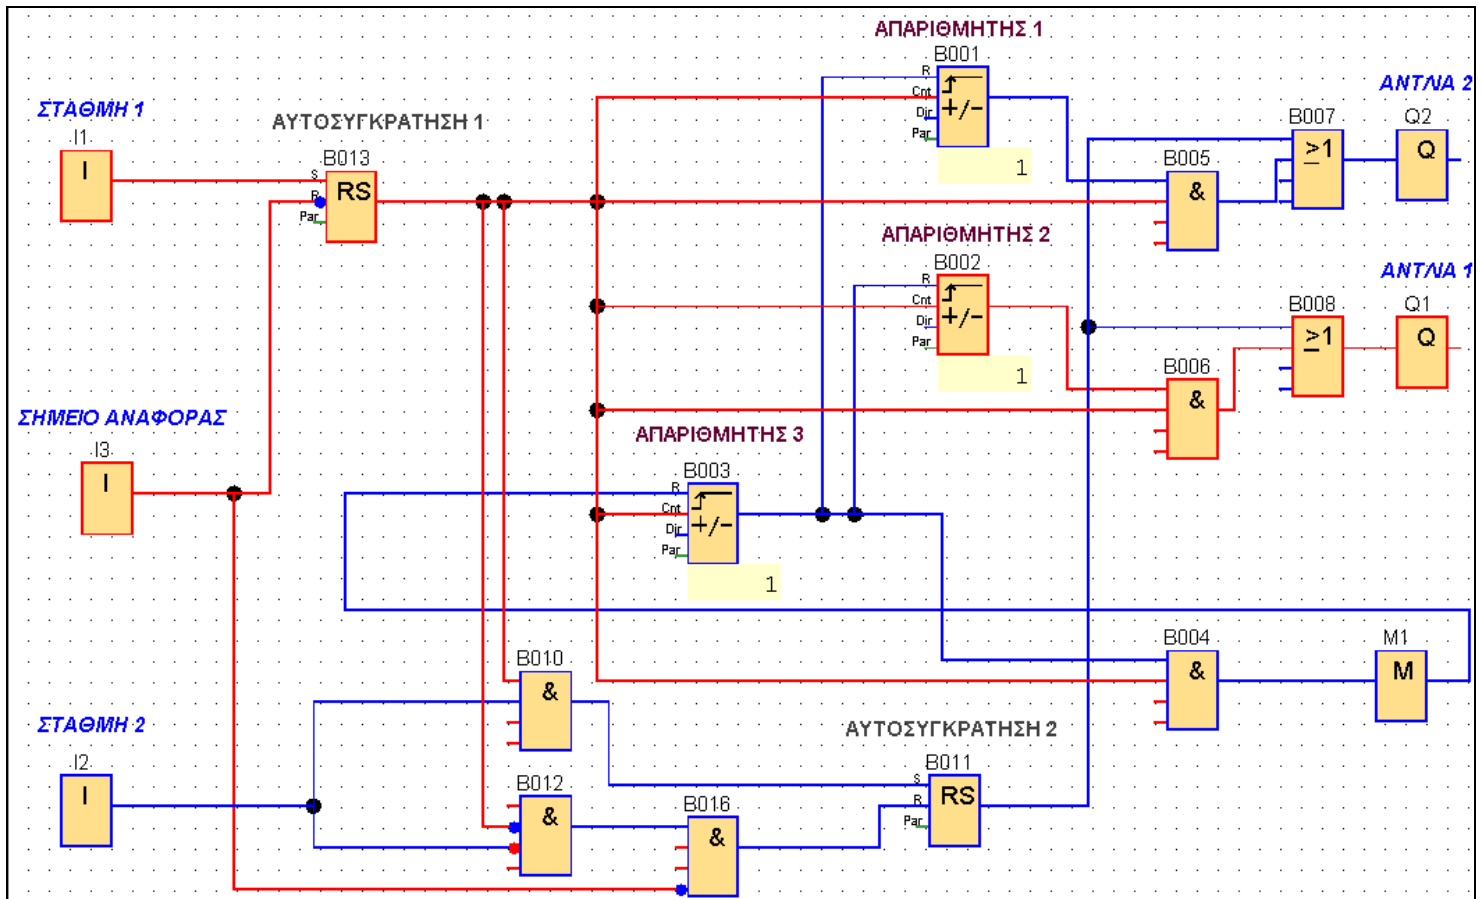 ΑΠΑΡΙΘΜΗΤΗΣ 1
B001
R
Cnt
Dir
Par
+/-
1
ΑΝΤΛΙΑ 2
B007
Q2
>1
Q
ΣΤΑΘΜΗ 1
I1
I
ΑΥΤΟΣΥΓΚΡΑΤΗΣΗ 1
B013
S
R
Par
RS
B005
&
ΑΠΑΡΙΘΜΗΤΗΣ 2
B002
R
Cnt
Dir
Par
+/-
1
ΑΝΤΛΙΑ 1
B008
Q1
>1
Q
B006
&
ΣΗΜΕΙΟ ΑΝΑΦΟΡΑΣ
I3
I
ΑΠΑΡΙΘΜΗΤΗΣ 3
B003
R
Cnt
Dir
Par
+/-
1
B004
&
M1
M
B010
&
ΣΤΑΘΜΗ 2
I2
I
B012
&
B016
&
ΑΥΤΟΣΥΓΚΡΑΤΗΣΗ 2
B011
S
R
Par
RS